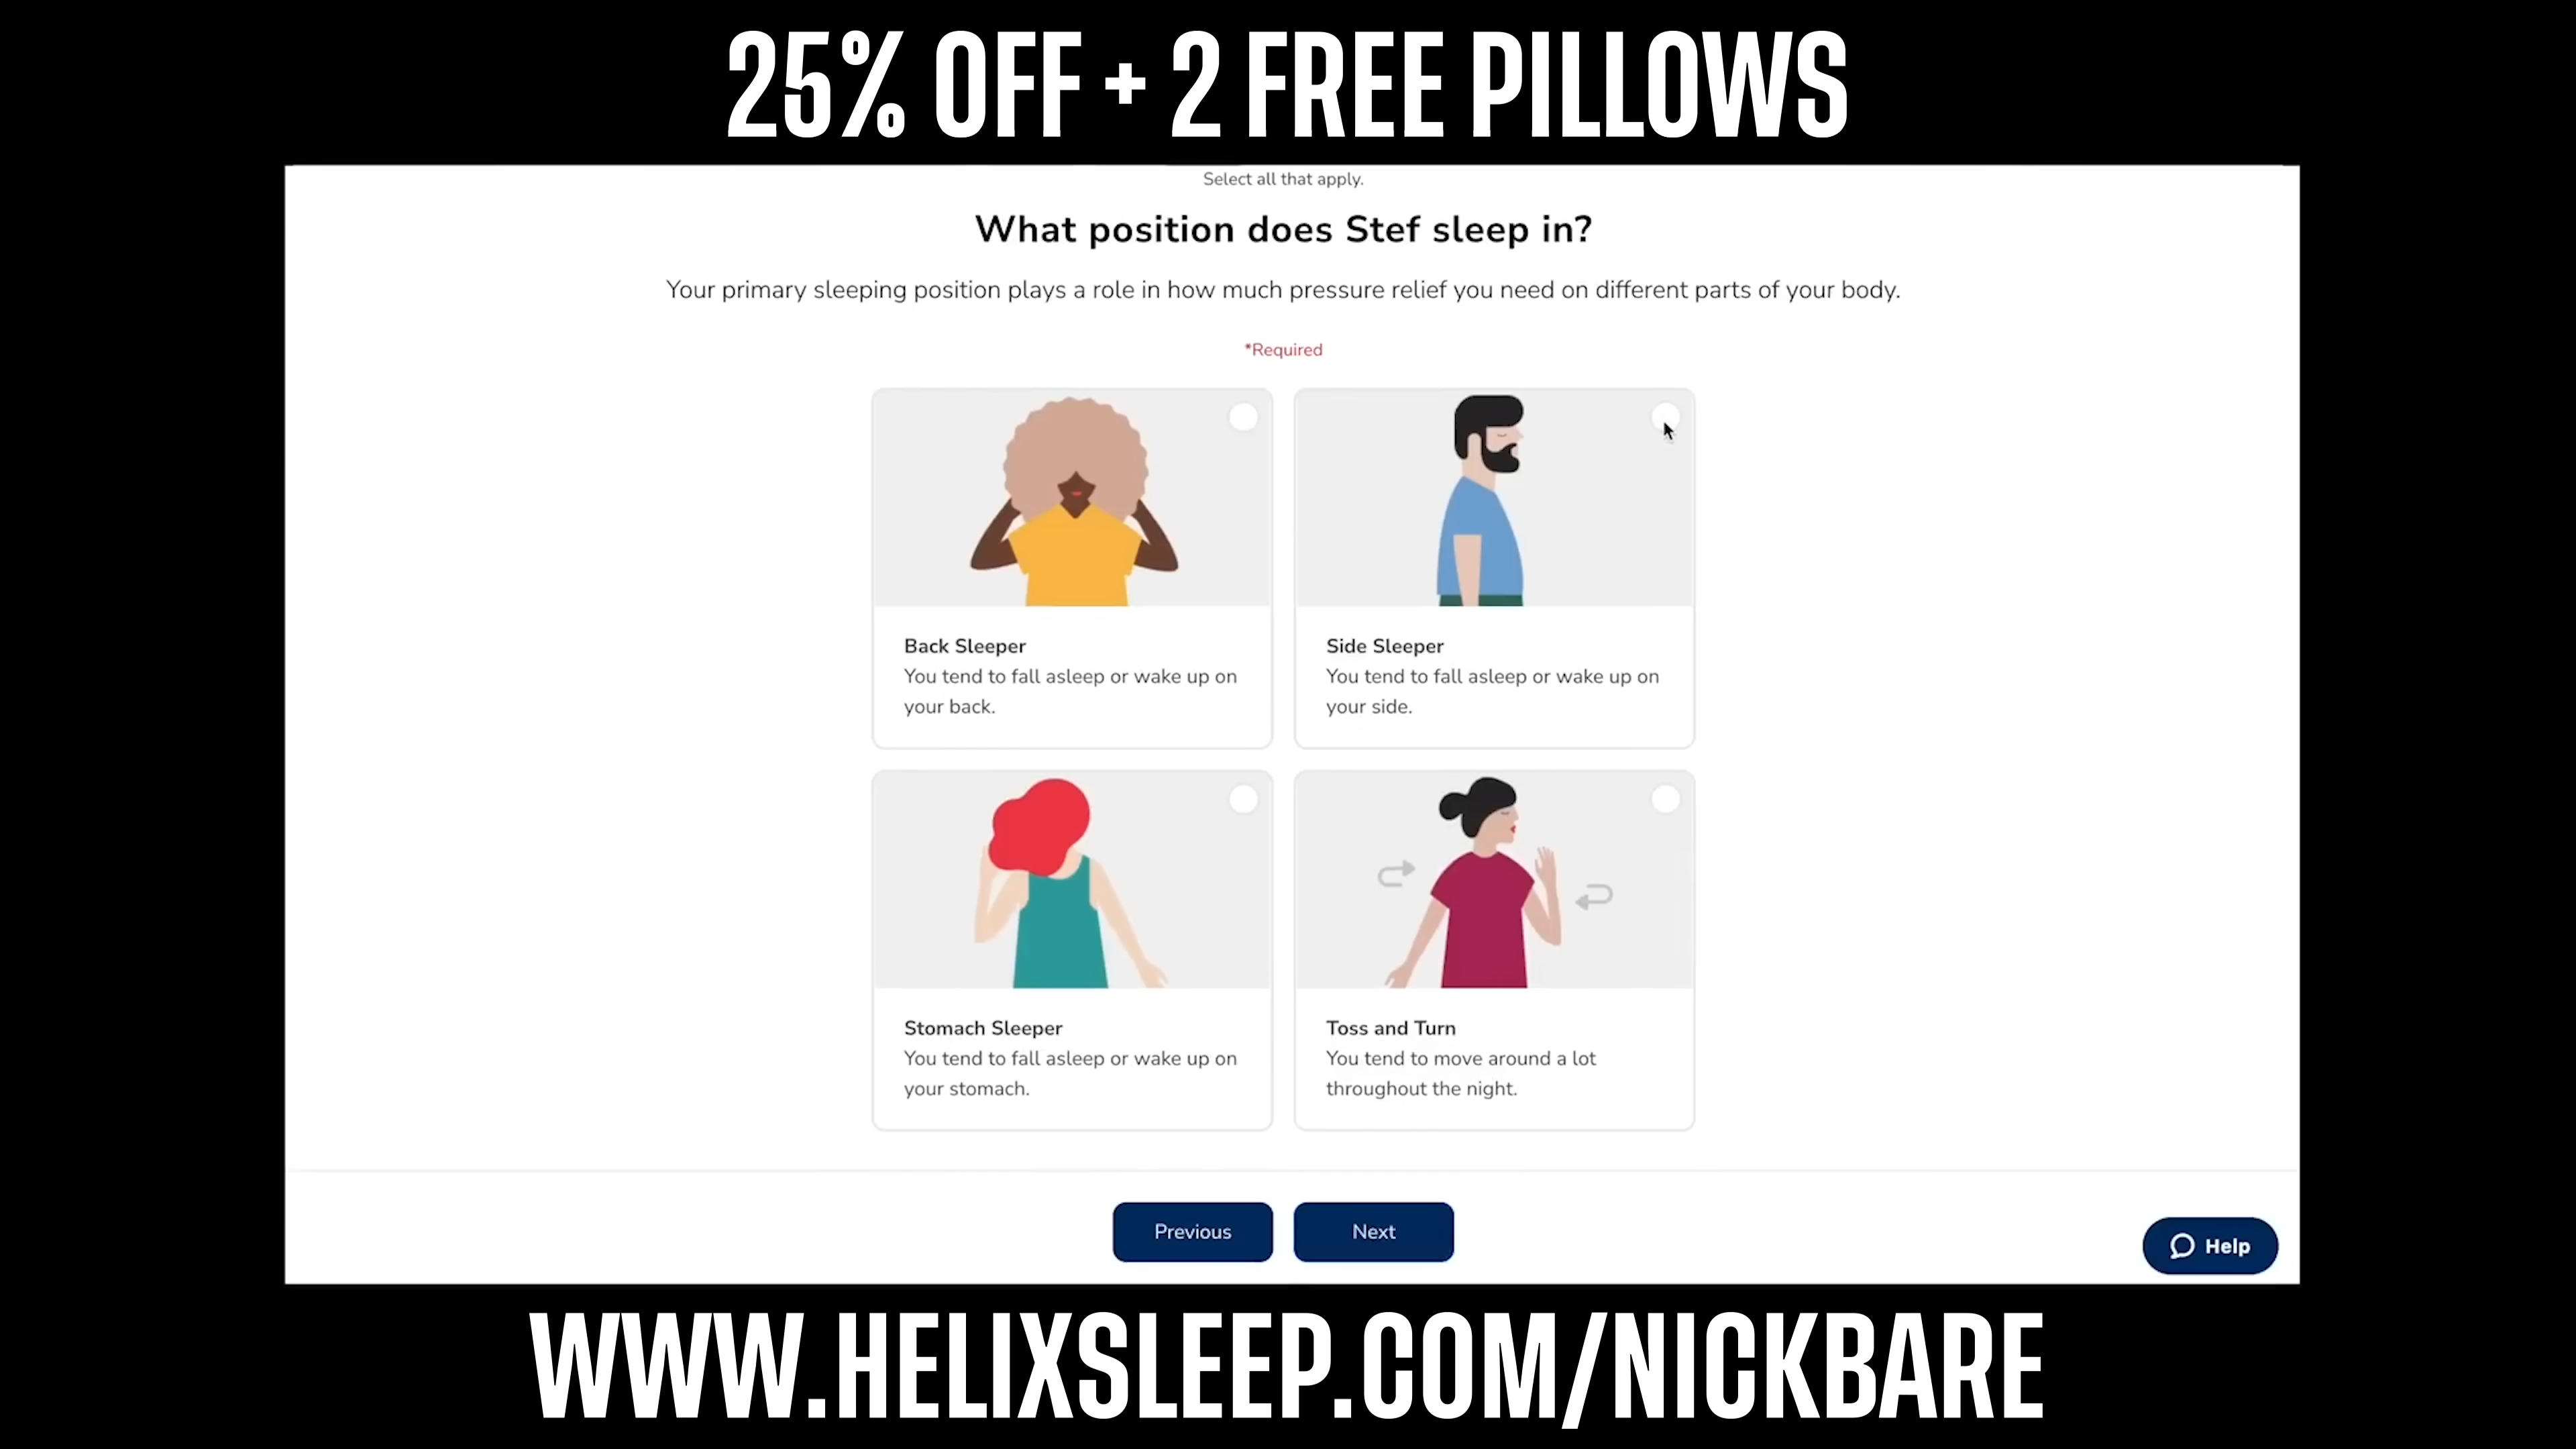 25% OFF + 2 FREE PILLOWS
Select all that apply.
What position does Stef sleep in?
Your primary sleeping position plays a role in how much pressure relief you need on different parts of your body.
*Required
Back Sleeper
You tend to fall asleep or wake up on
your back.
Side Sleeper
You tend to fall asleep or wake up on
your side.
Stomach Sleeper
You tend to fall asleep or wake up on
your stomach.
Toss and Turn
You tend to move around a lot
throughout the night.
Previous
Next
Help
WWW.HELIXSLEEP.COM/NICKBARE